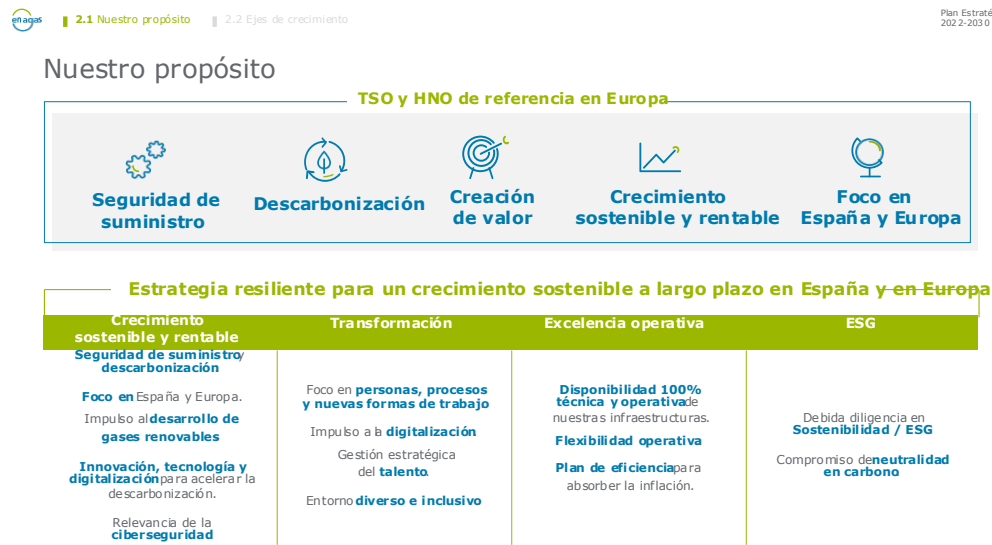 enagas
2.1 Nuestro propósito
2.2 Ejes de crecimiento
Plan Estraté
2022-2030
Nuestro propósito
TSO y HNO de referencia en Europa
Seguridad de
suministro
Descarbonización
Creación
de valor
Crecimiento
sostenible y rentable
Foco en
España y Europa
Estrategia resiliente para un crecimiento sostenible a largo plazo en España y en Europa
Crecimiento
sostenible y rentable
Seguridad de suministro y
descarbonización
Foco en España y Europa.
Impulso al desarrollo de
gases renovables
Innovación, tecnología y
digitalización para acelerar la
descarbonización.
Relevancia de la
ciberseguridad
Transformación
Foco en personas, procesos
y nuevas formas de trabajo
Impulso a la digitalización
Gestión estratégica
del talento.
Entorno diverso e inclusivo
Excelencia operativa
Disponibilidad 100%
técnica y operativa de
nuestras infraestructuras.
Flexibilidad operativa
Plan de eficiencia para
absorber la inflación.
ESG
Debida diligencia en
Sostenibilidad / ESG
Compromiso de neutralidad
en carbono